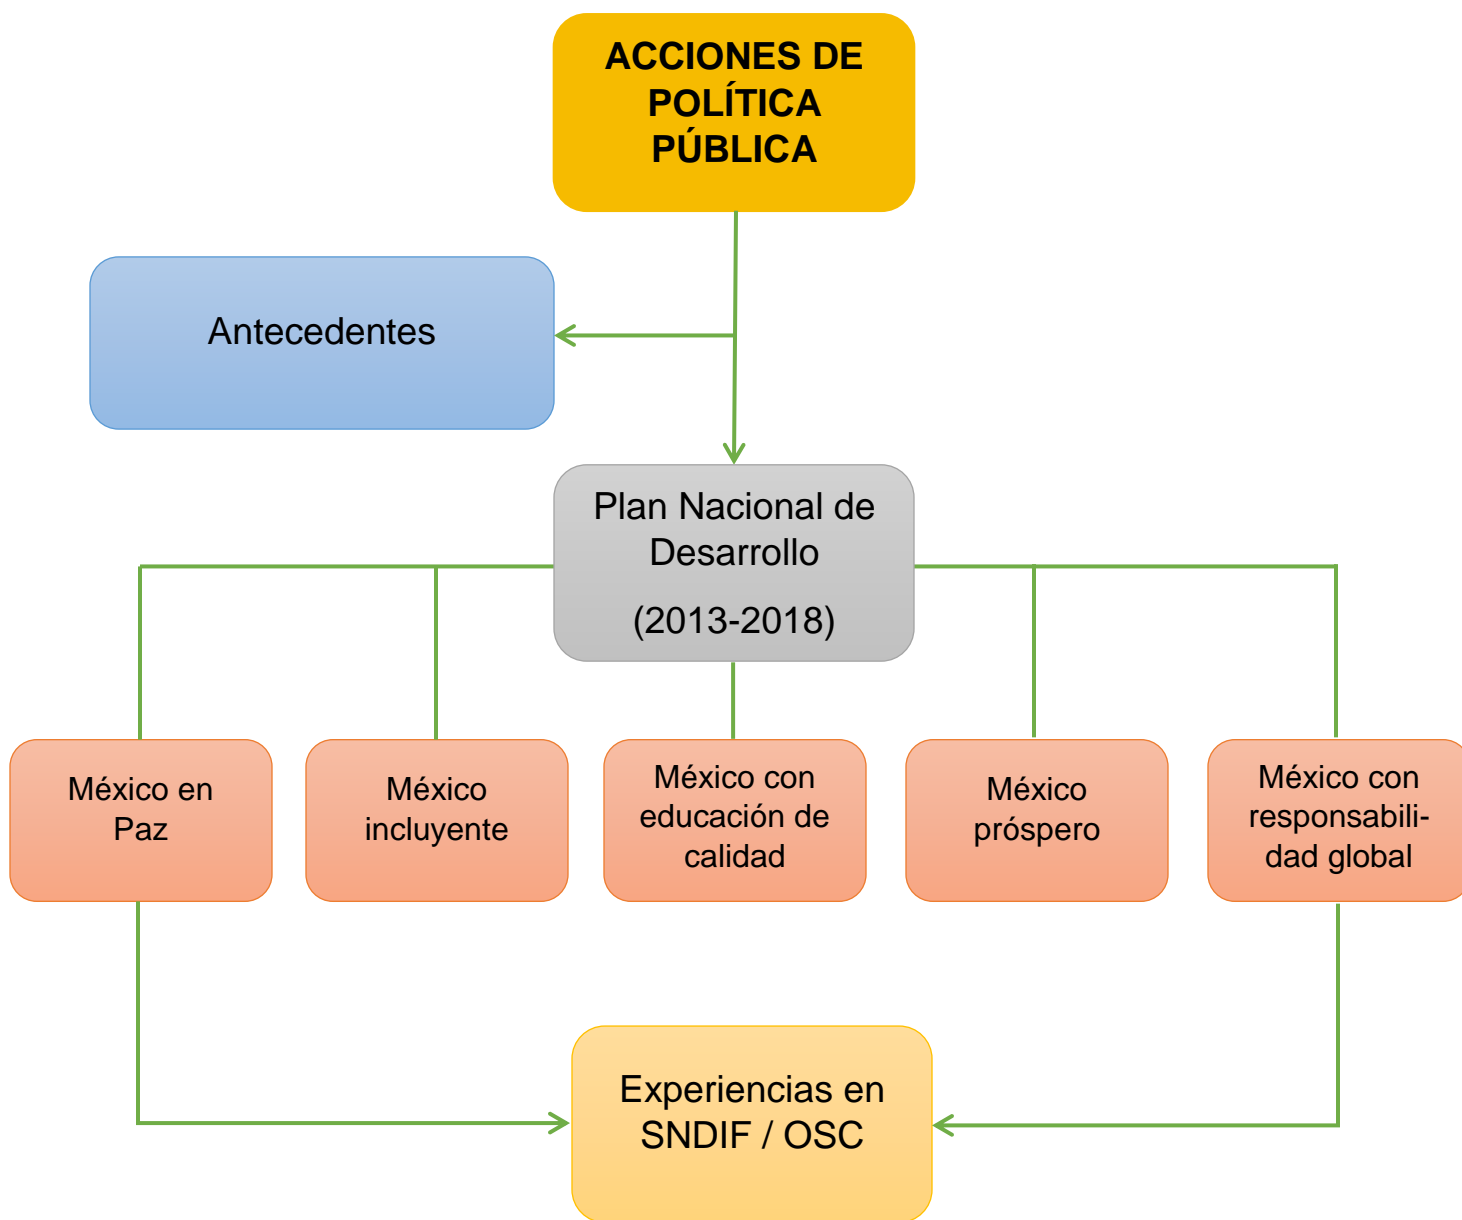 ACCIONES DE
POLÍTICA
PÚBLICA
Antecedentes
Plan Nacional de
Desarrollo
(2013-2018)
México en
Paz
México
incluyente
México con
educación de
calidad
México
próspero
México con
responsabili-
dad global
Experiencias en
SNDIF / OSC